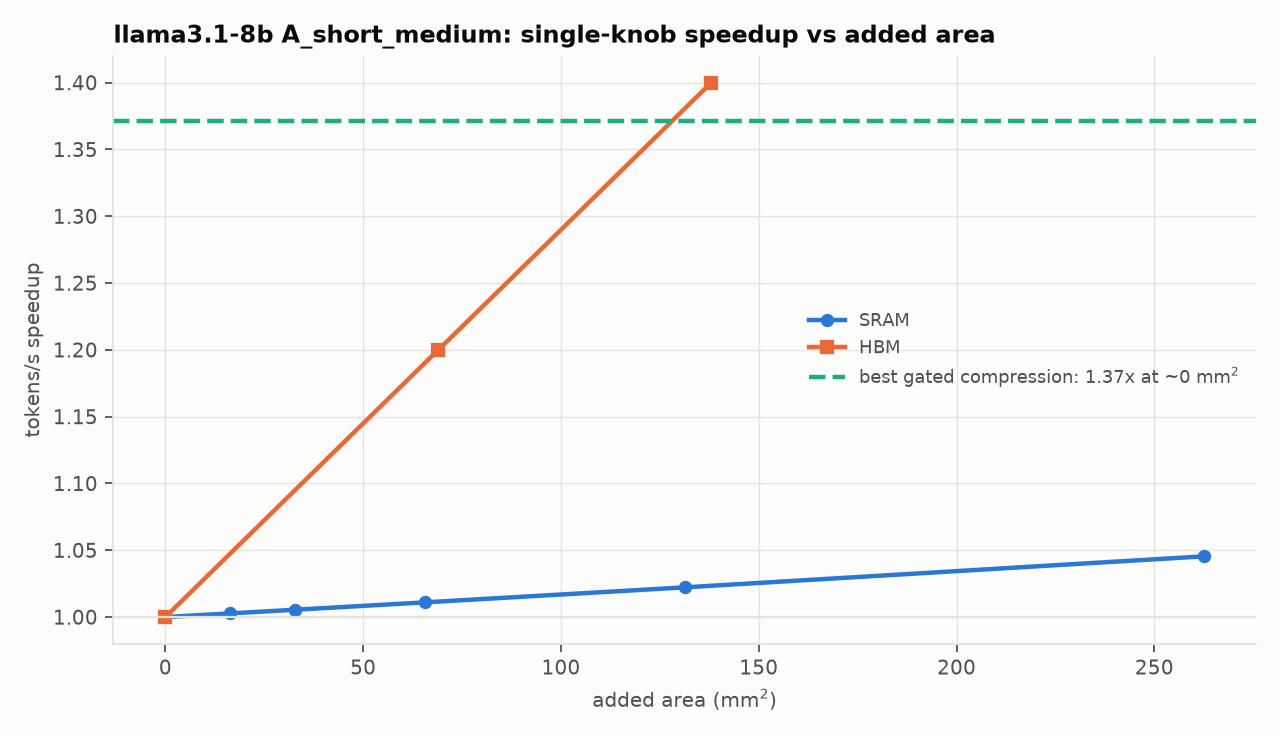 llama3.1-8b A_short_medium: single-knob speedup vs added area
1.40
1.35
1.30
1.25
1.20
1.15
1.10
1.05
1.00
tokens/s speedup
SRAM
HBM
best gated compression: 1.37x at ~0 mm²
0
50
100
150
200
250
added area (mm²)